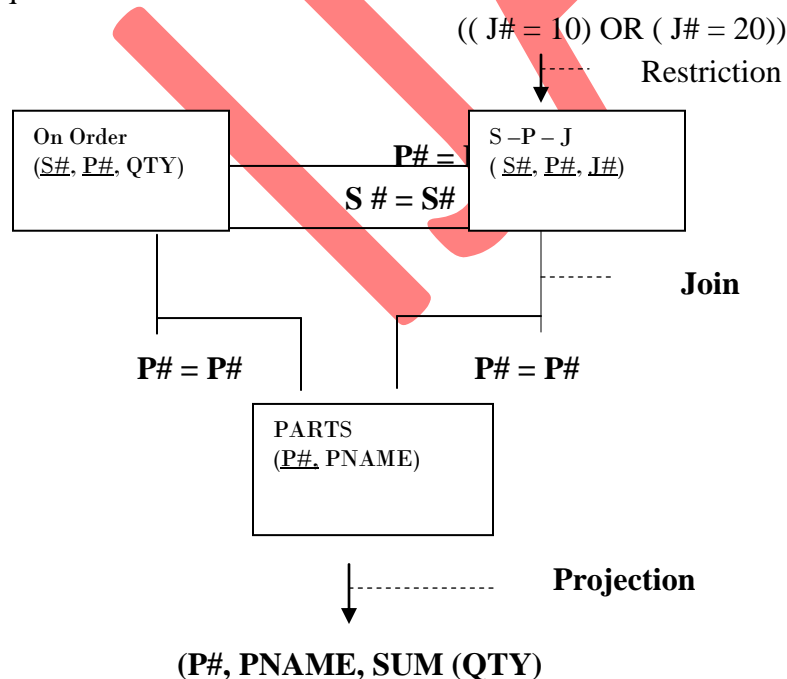 (( J# = 10) OR ( J# = 20))
Restriction
On Order
(S#, P#, QTY)
P# =
S # = S#
S –P – J
( S#, P#, J#)
Join
P# = P#
P# = P#
PARTS
(P#, PNAME)
Projection
(P#, PNAME, SUM (QTY)